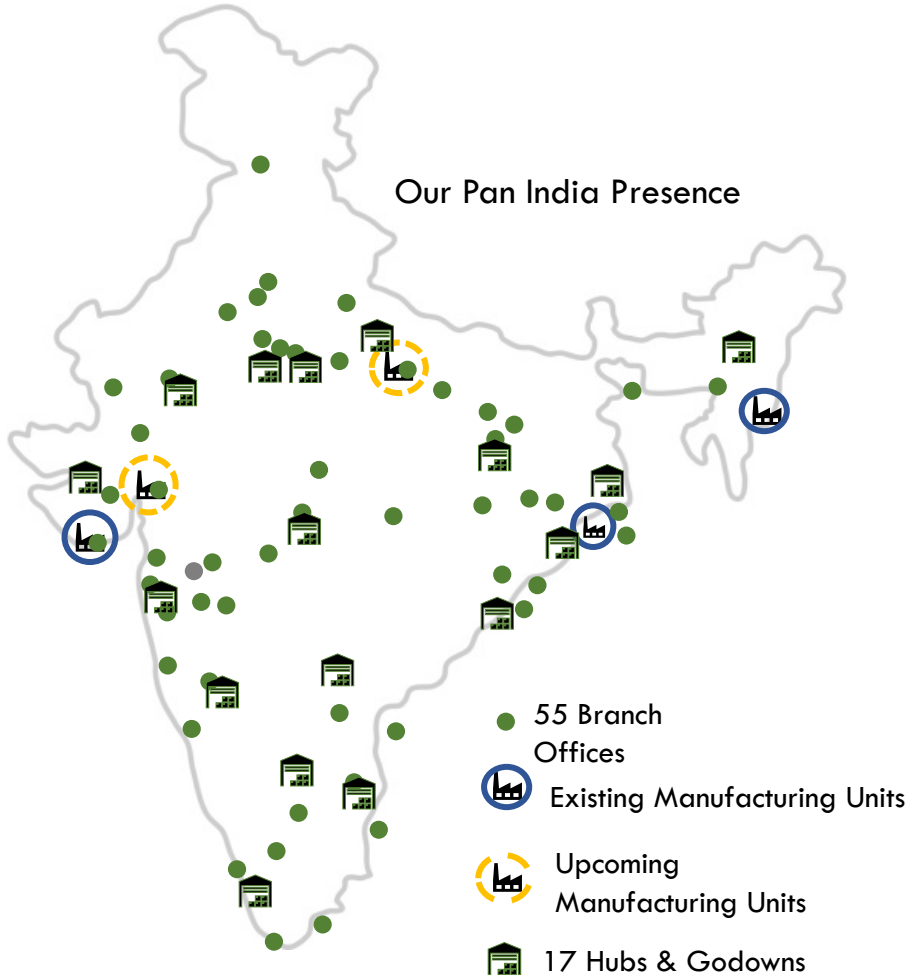 Our Pan India Presence
55 Branch
Offices
Existing Manufacturing Units
Upcoming
Manufacturing Units
17 Hubs & Godowns